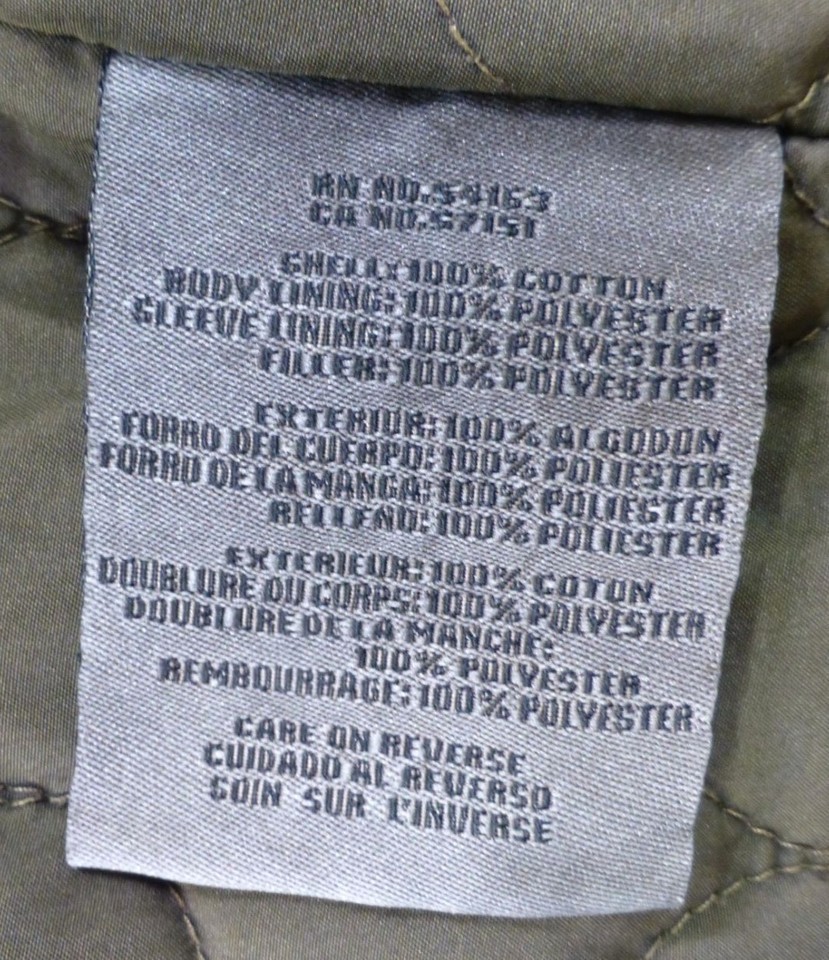 RN NO.54163
CA NO.57151
SHELL: 100% COTTON
BODY LINING: 100% POLYESTER
SLEEVE LINING: 100% POLYESTER
FILLER: 100% POLYESTER
EXTERIOR: 100% ALGODON
FORRO DEL CUERPO: 100% POLIESTER
FORRO DE LA MANGA: 100% POLIESTER
RELLENO: 100% POLIESTER
EXTERIEUR: 100% COTON
DOUBLURE DU CORPS: 100% POLYESTER
DOUBLURE DE LA MANCHE:
100% POLYESTER
REMBOURRAGE: 100% POLYESTER
CARE ON REVERSE
CUIDADO AL REVERSO
SOIN SUR L'INVERSE